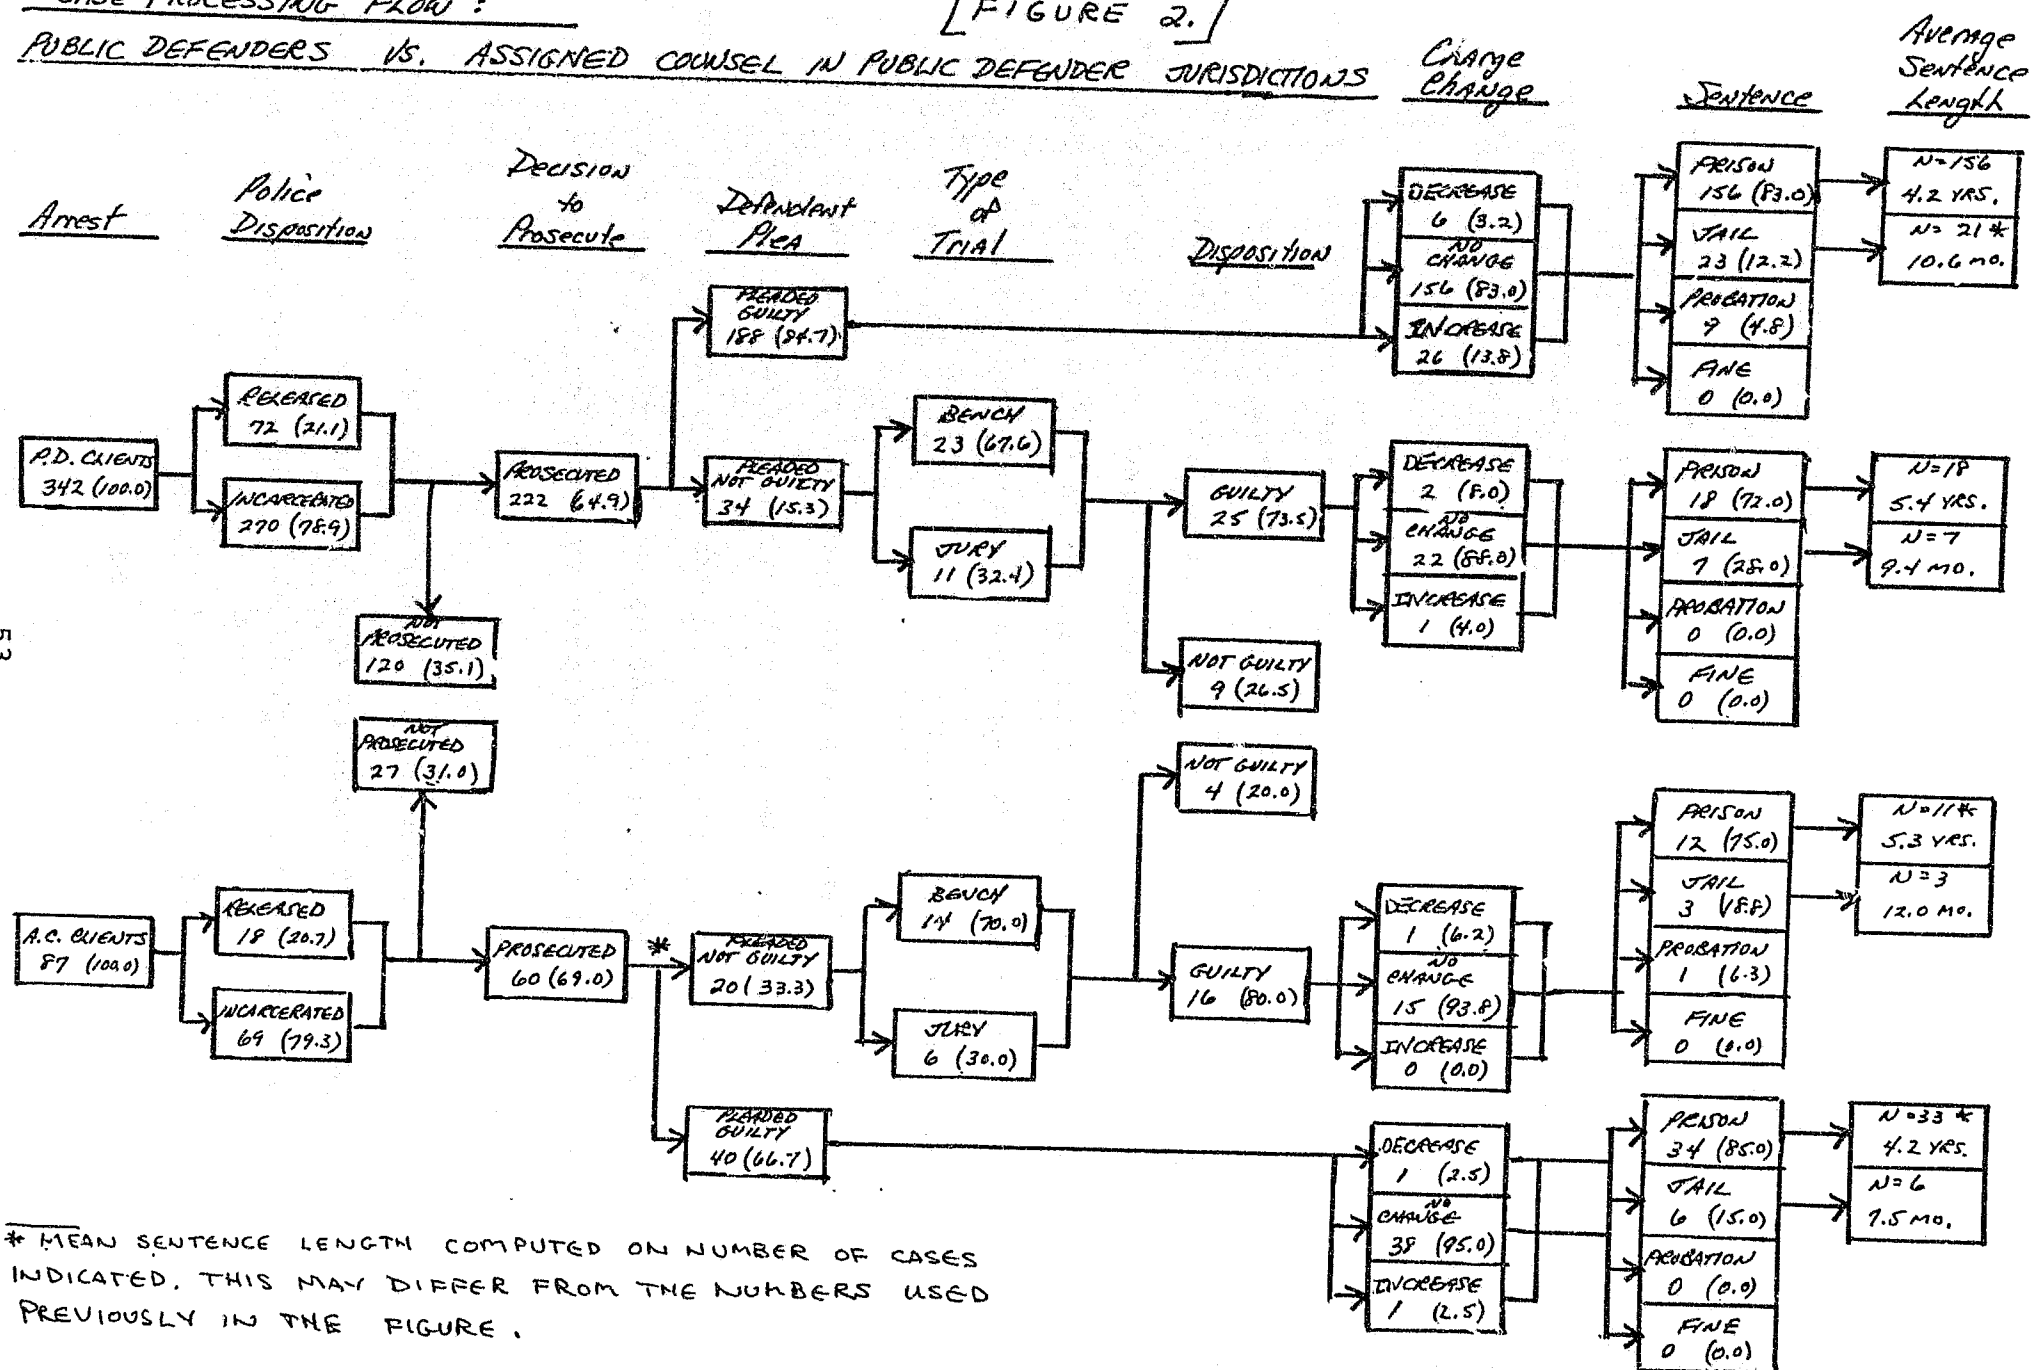 CASE PROCESSING FLOW:
[FIGURE 2.]
PUBLIC DEFENDERS VS. ASSIGNED COUNSEL IN PUBLIC DEFENDER JURISDICTIONS
Arrest
Police
Disposition
Decision
to
Prosecute
Defendant
Plea
Type
of
Trial
Disposition
Charge
Change
Sentence
Average
Sentence
Length
P.D. CLIENTS
342 (100.0)
RELEASED
72 (21.1)
INCARCERATED
270 (78.9)
NOT
PROSECUTED
120 (35.1)
PROSECUTED
222 64.9)
PLEADED
GUILTY
188 (84.7)
PLEADED
NOT GUILTY
34 (15.3)
BENCH
23 (67.6)
JURY
11 (32.4)
GUILTY
25 (73.5)
NOT GUILTY
9 (26.5)
DECREASE
6 (3.2)
NO
CHANGE
156 (83.0)
INCREASE
26 (13.8)
PRISON
156 (83.0)
JAIL
23 (12.2)
PROBATION
9 (4.8)
FINE
0 (0.0)
N=156
4.2 YRS.
N= 21 *
10.6 mo.
DECREASE
2 (8.0)
NO
CHANGE
22 (88.0)
INCREASE
1 (4.0)
PRISON
18 (72.0)
JAIL
7 (28.0)
PROBATION
0 (0.0)
FINE
0 (0.0)
N=18
5.4 YRS.
N=7
9.4 MO.
53
NOT
PROSECUTED
27 (31.0)
A.C. CLIENTS
87 (100.0)
RELEASED
18 (20.7)
INCARCERATED
69 (79.3)
PROSECUTED
60 (69.0)
*
PLEADED
NOT GUILTY
20 (33.3)
PLEADED
GUILTY
40 (66.7)
BENCH
14 (70.0)
JURY
6 (30.0)
NOT GUILTY
4 (20.0)
GUILTY
16 (80.0)
DECREASE
1 (6.2)
NO
CHANGE
15 (93.8)
INCREASE
0 (0.0)
PRISON
12 (75.0)
JAIL
3 (18.8)
PROBATION
1 (6.3)
FINE
0 (0.0)
N=11*
5.3 YRS.
N=3
12.0 MO.
DECREASE
1 (2.5)
NO
CHANGE
38 (95.0)
INCREASE
1 (2.5)
PRISON
34 (85.0)
JAIL
6 (15.0)
PROBATION
0 (0.0)
FINE
0 (0.0)
N=33 *
4.2 YRS.
N=6
7.5 MO.
* MEAN SENTENCE LENGTH COMPUTED ON NUMBER OF CASES
INDICATED. THIS MAY DIFFER FROM THE NUMBERS USED
PREVIOUSLY IN THE FIGURE.